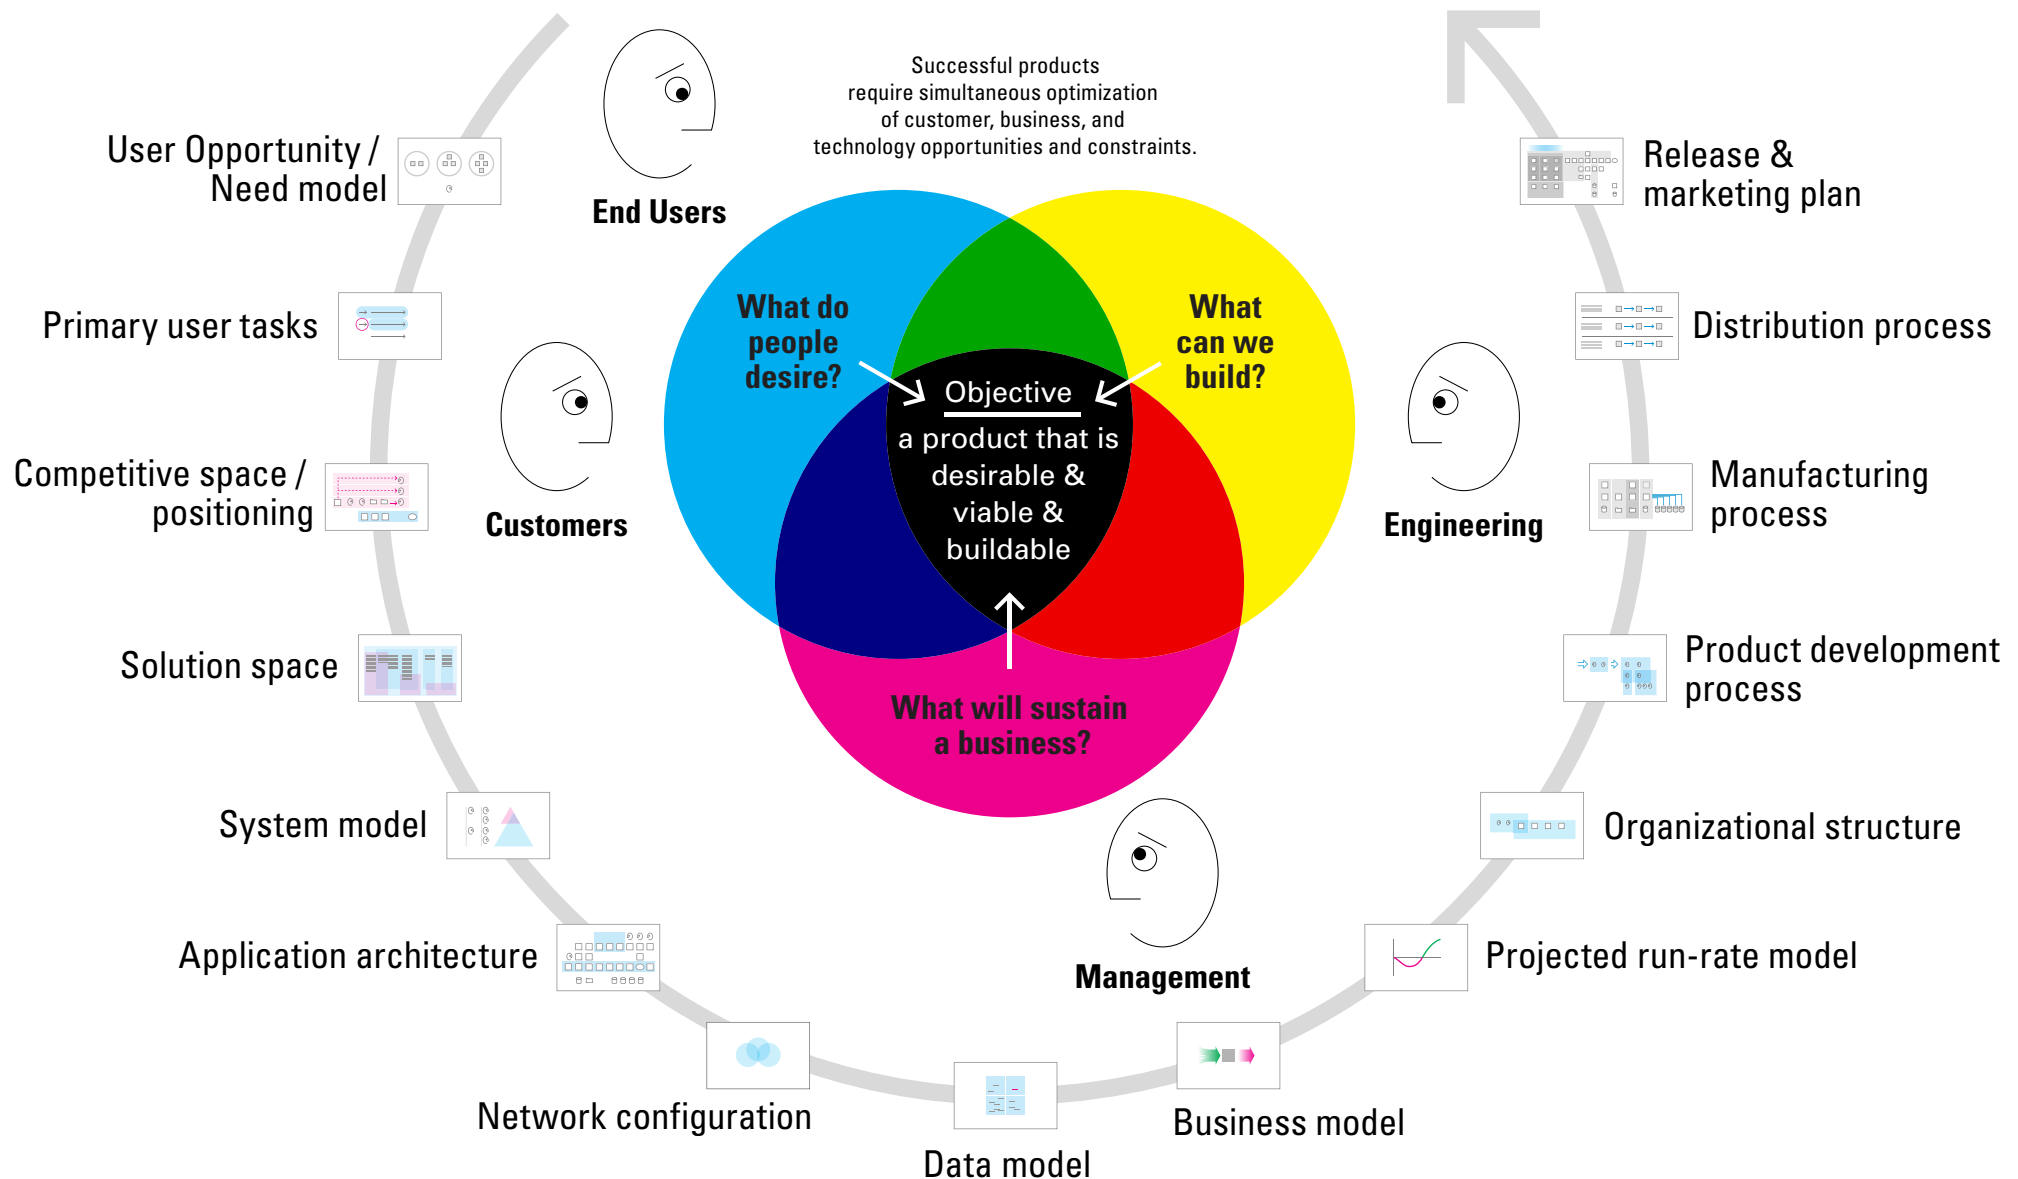 Successful products
require simultaneous optimization
of customer, business, and
technology opportunities and constraints.
End Users
Customers
Engineering
Management
What do
people
desire?
What
can we
build?
What will sustain
a business?
Objective
a product that is
desirable &
viable &
buildable
User Opportunity /
Need model
Primary user tasks
Competitive space /
positioning
Solution space
System model
Application architecture
Network configuration
Data model
Business model
Projected run-rate model
Organizational structure
Product development
process
Manufacturing
process
Distribution process
Release &
marketing plan